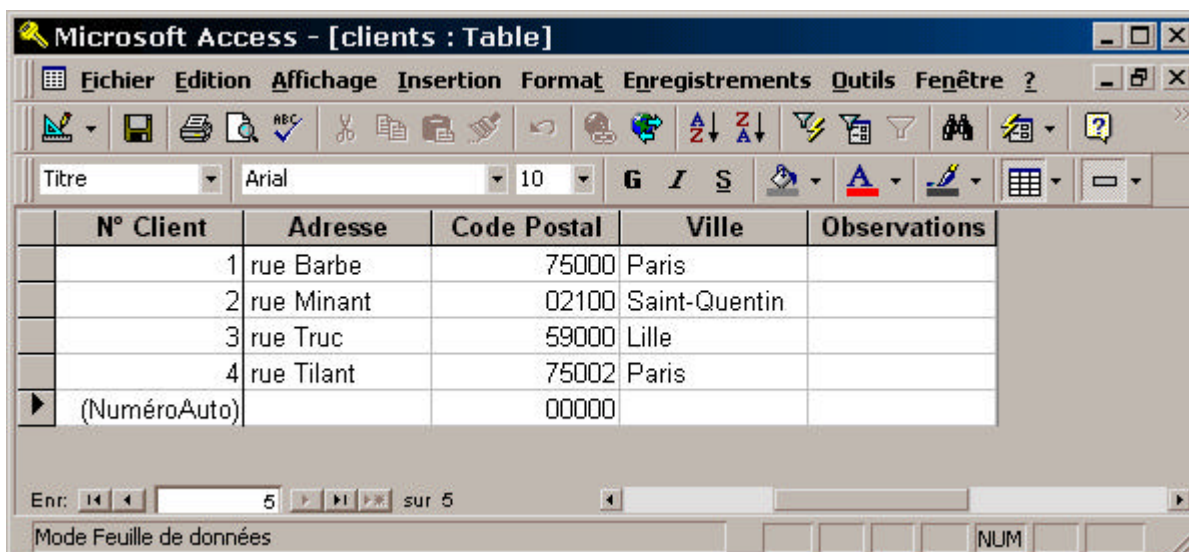 Microsoft Access - [clients : Table]
Fichier Edition Affichage Insertion Format Enregistrements Outils Fenêtre ?
ABC A Z Z A
Titre Arial 10 G I S A
N° Client Adresse Code Postal Ville Observations
1 rue Barbe 75000 Paris
2 rue Minant 02100 Saint-Quentin
3 rue Truc 59000 Lille
4 rue Tilant 75002 Paris
(NuméroAuto) 00000
Enr: 5 sur 5
Mode Feuille de données NUM